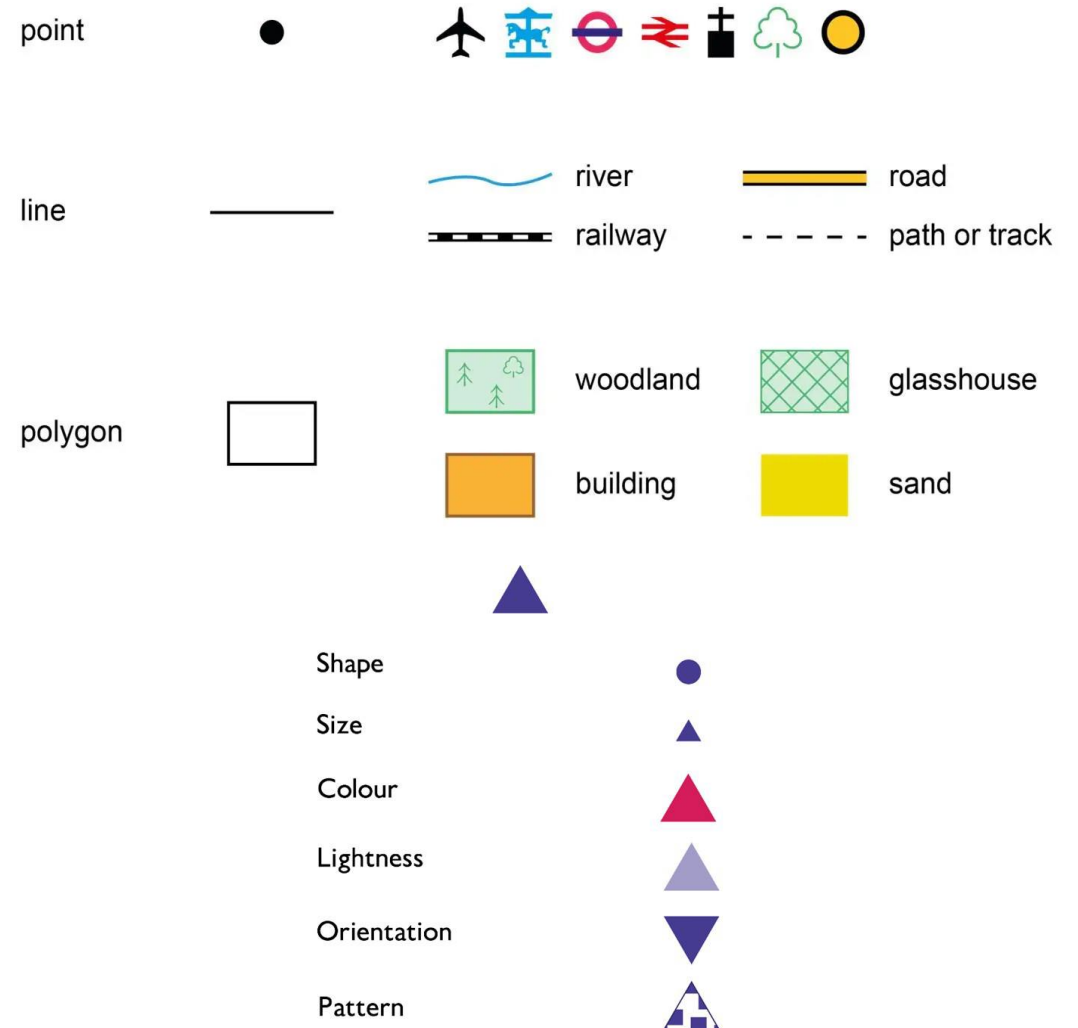 point
line
river
road
railway
path or track
polygon
woodland
glasshouse
building
sand
Shape
Size
Colour
Lightness
Orientation
Pattern